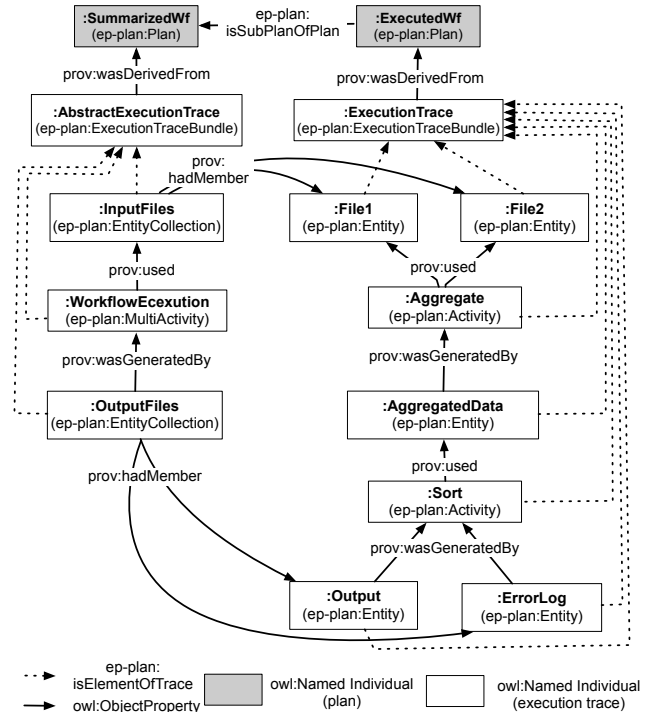 :SummarizedWf
(ep-plan:Plan)
ep-plan:
isSubPlanOfPlan
:ExecutedWf
(ep-plan:Plan)
prov:wasDerivedFrom
prov:wasDerivedFrom
:AbstractExecutionTrace
(ep-plan:ExecutionTraceBundle)
:ExecutionTrace
(ep-plan:ExecutionTraceBundle)
prov:
hadMember
:InputFiles
(ep-plan:EntityCollection)
:File1
(ep-plan:Entity)
:File2
(ep-plan:Entity)
prov:used
prov:used
:WorkflowEcexution
(ep-plan:MultiActivity)
:Aggregate
(ep-plan:Activity)
prov:wasGeneratedBy
prov:wasGeneratedBy
:OutputFiles
(ep-plan:EntityCollection)
:AggregatedData
(ep-plan:Entity)
prov:hadMember
prov:used
:Sort
(ep-plan:Activity)
prov:wasGeneratedBy
:Output
(ep-plan:Entity)
:ErrorLog
(ep-plan:Entity)
ep-plan:
isElementOfTrace
owl:ObjectProperty
owl:Named Individual
(plan)
owl:Named Individual
(execution trace)